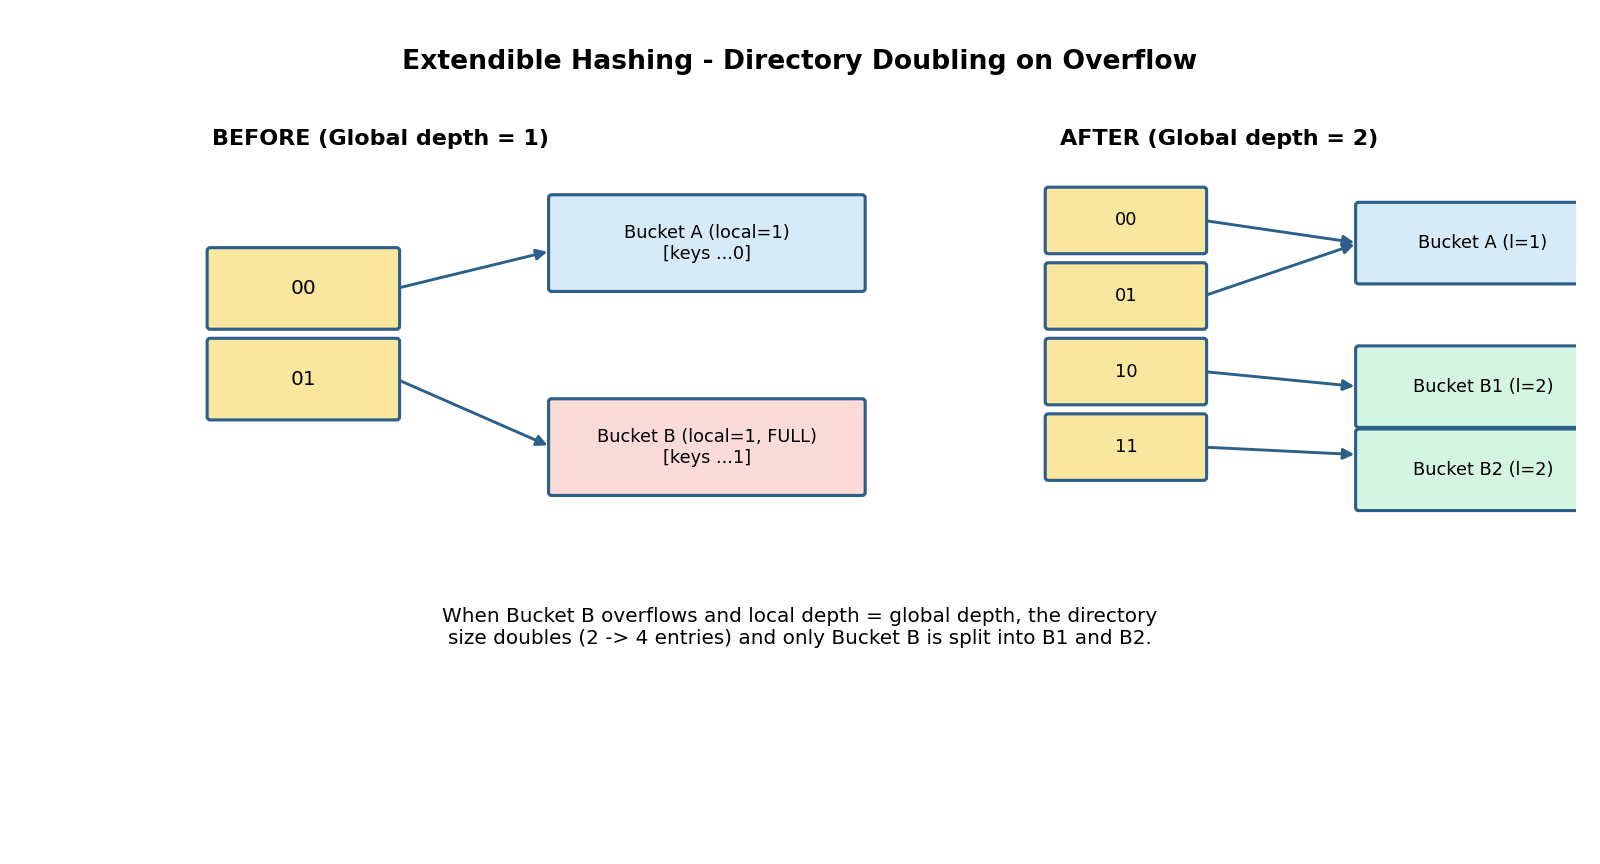 Extendible Hashing - Directory Doubling on Overflow
BEFORE (Global depth = 1)
00
01
Bucket A (local=1)
[keys ...0]
Bucket B (local=1, FULL)
[keys ...1]
AFTER (Global depth = 2)
00
01
10
11
Bucket A (l=1)
Bucket B1 (l=2)
Bucket B2 (l=2)
When Bucket B overflows and local depth = global depth, the directory
size doubles (2 -> 4 entries) and only Bucket B is split into B1 and B2.